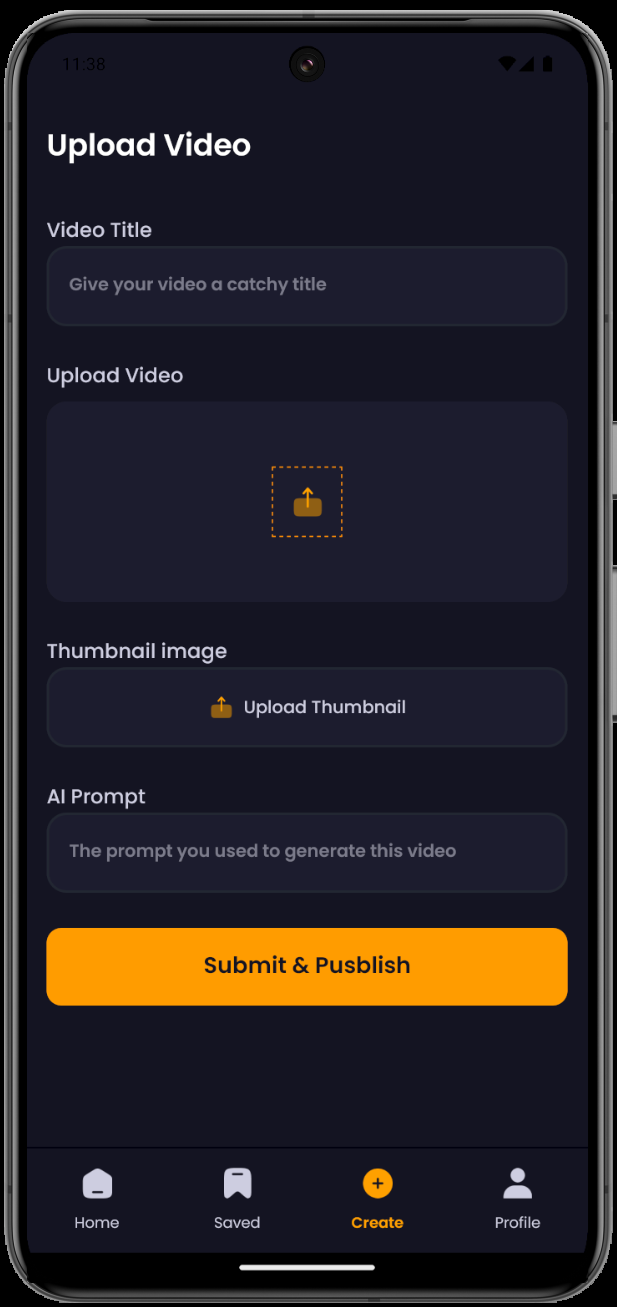 11:38
Upload Video
Video Title
Give your video a catchy title
Upload Video
Thumbnail image
Upload Thumbnail
AI Prompt
The prompt you used to generate this video
Submit & Pusblish
Home
Saved
Create
Profile